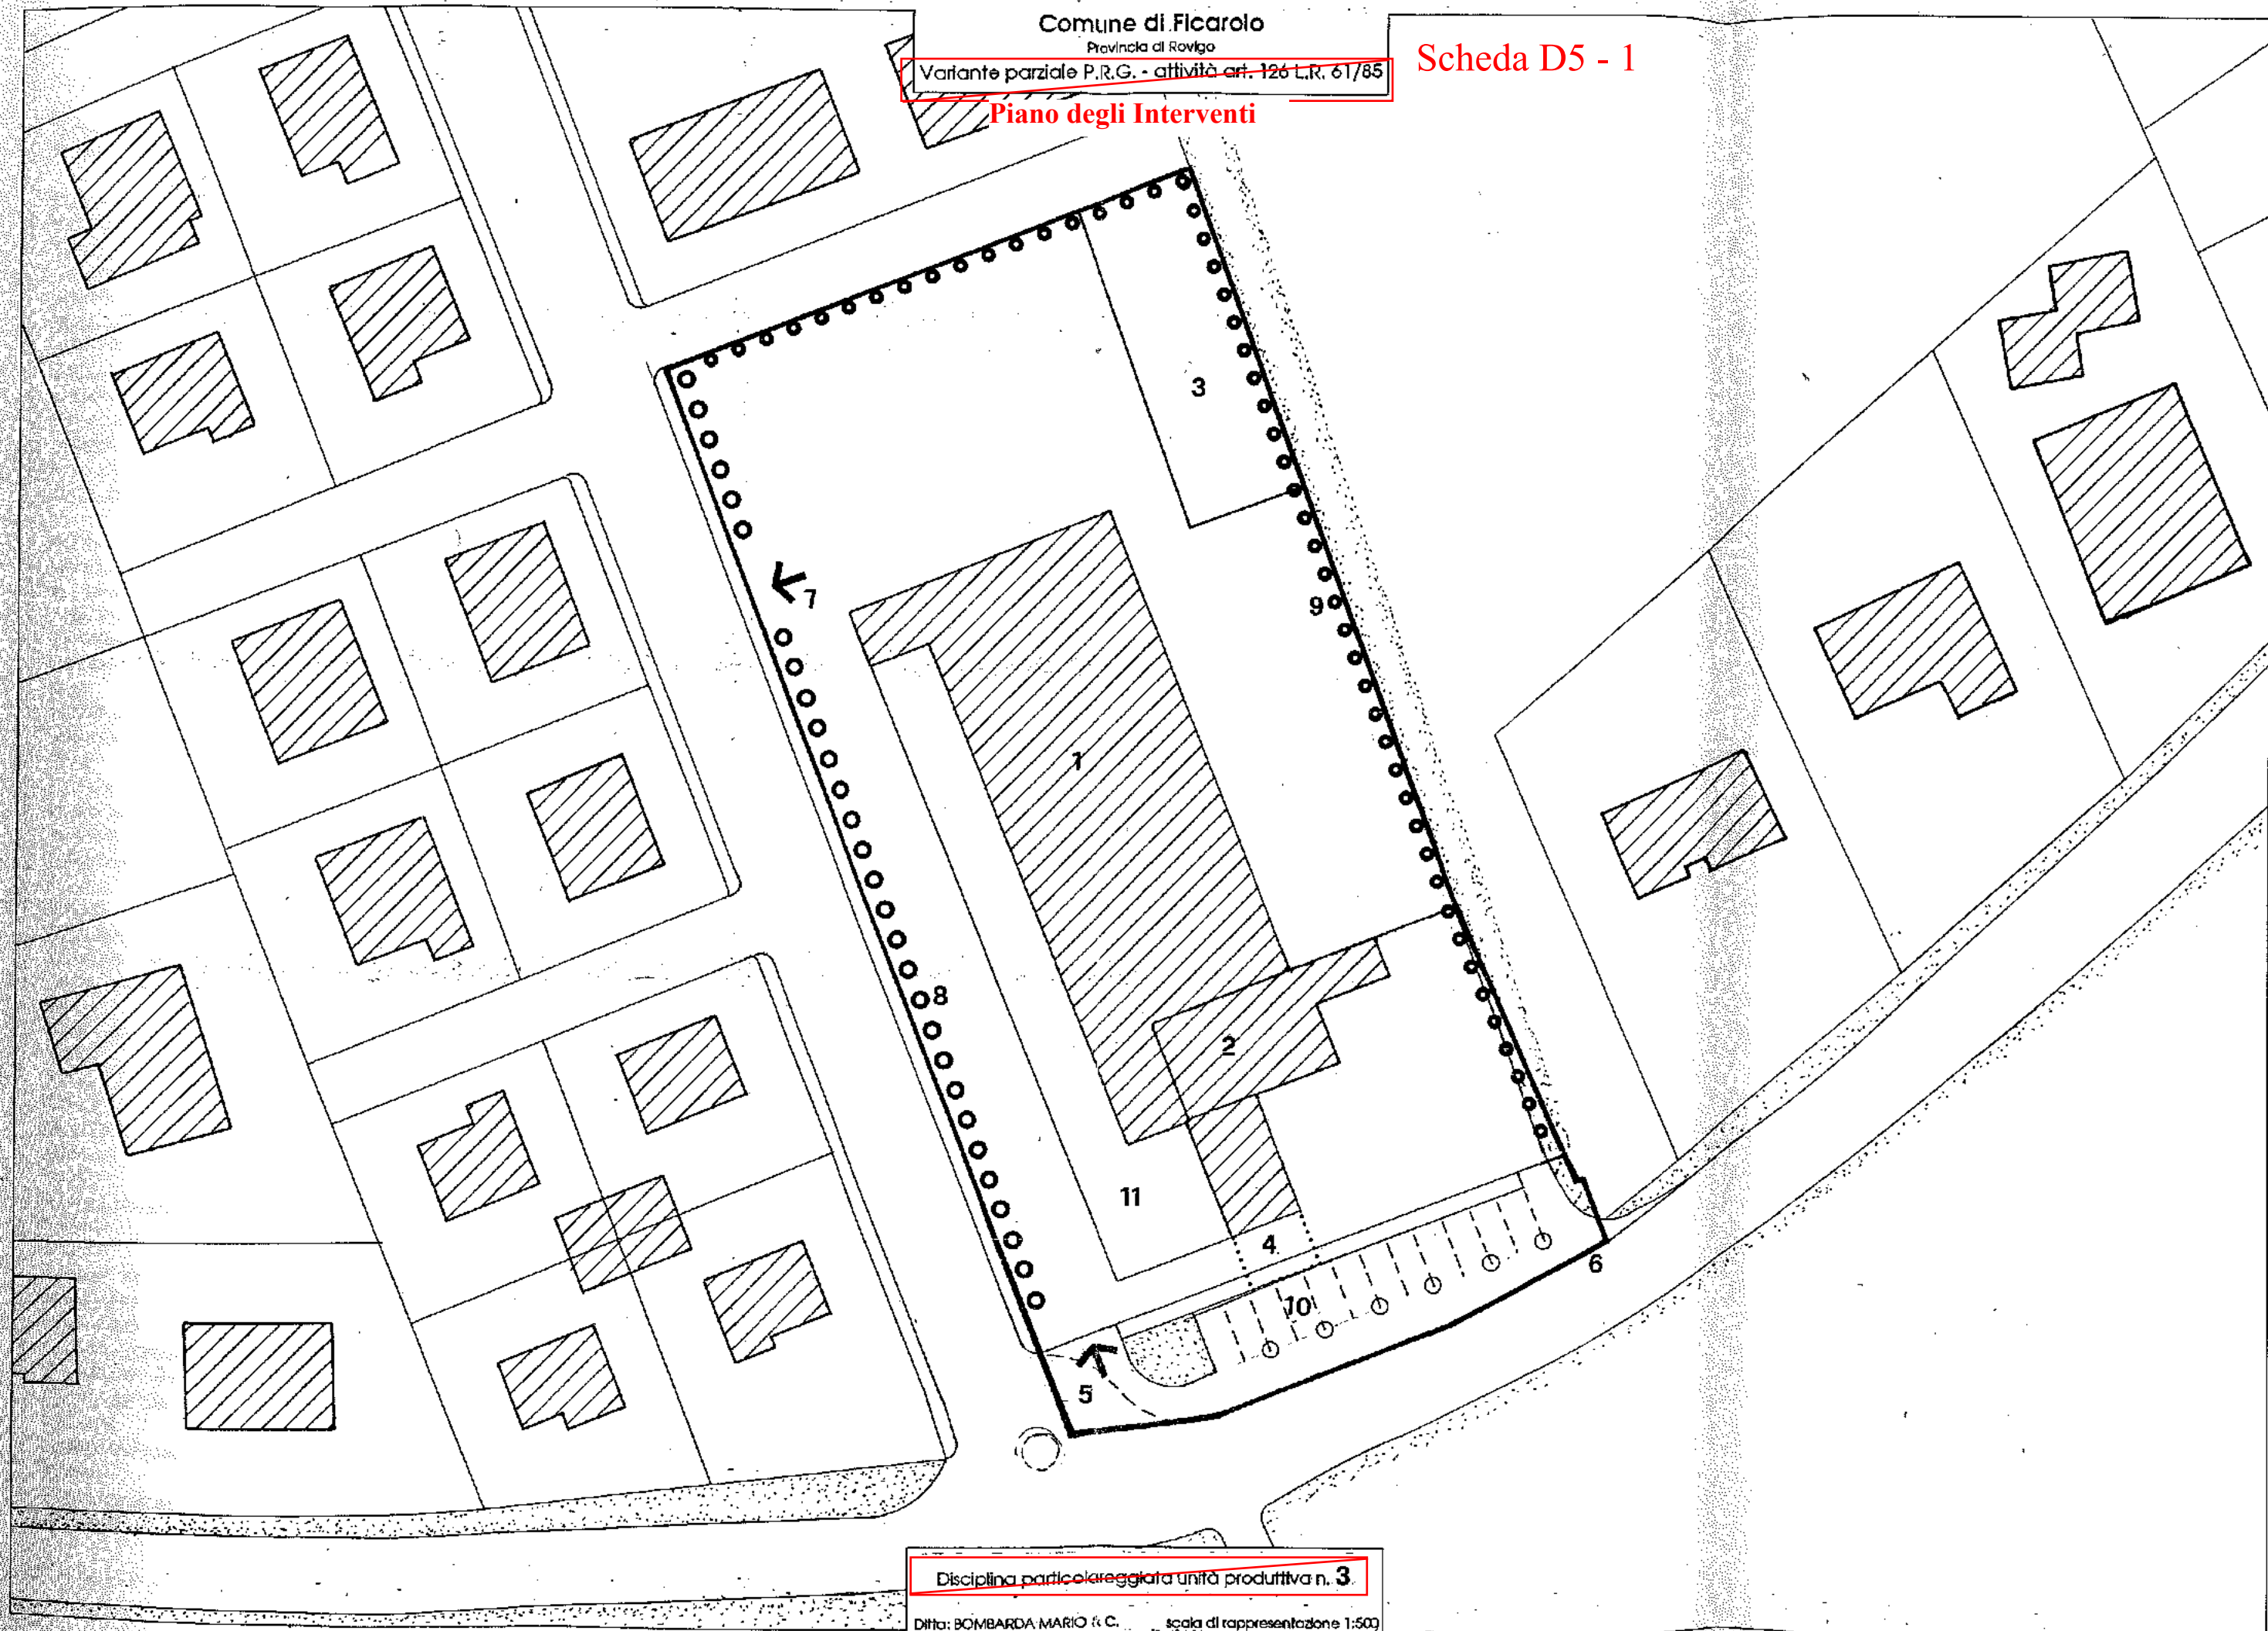 Comune di Ficarolo
Provincia di Rovigo
Variante parziale P.R.G. - attività art. 126 L.R. 61/85
Scheda D5 - 1
Piano degli Interventi
3
7
9
1
8
2
11
4
6
10
5
Disciplina particolareggiata unità produttiva n. 3
Ditta: BOMBARDA MARIO & C. scala di rappresentazione 1:500